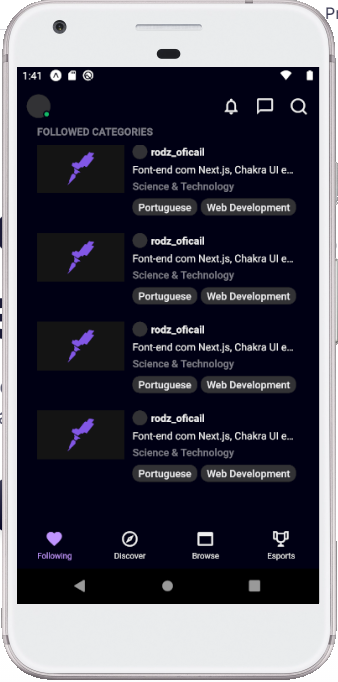 Pr
1:41
FOLLOWED CATEGORIES
rodz_oficail
Font-end com Next.js, Chakra UI e...
Science & Technology
Portuguese Web Development
rodz_oficail
Font-end com Next.js, Chakra UI e...
Science & Technology
Portuguese Web Development
rodz_oficail
Font-end com Next.js, Chakra UI e...
Science & Technology
Portuguese Web Development
rodz_oficail
Font-end com Next.js, Chakra UI e...
Science & Technology
Portuguese Web Development
Following Discover Browse Esports